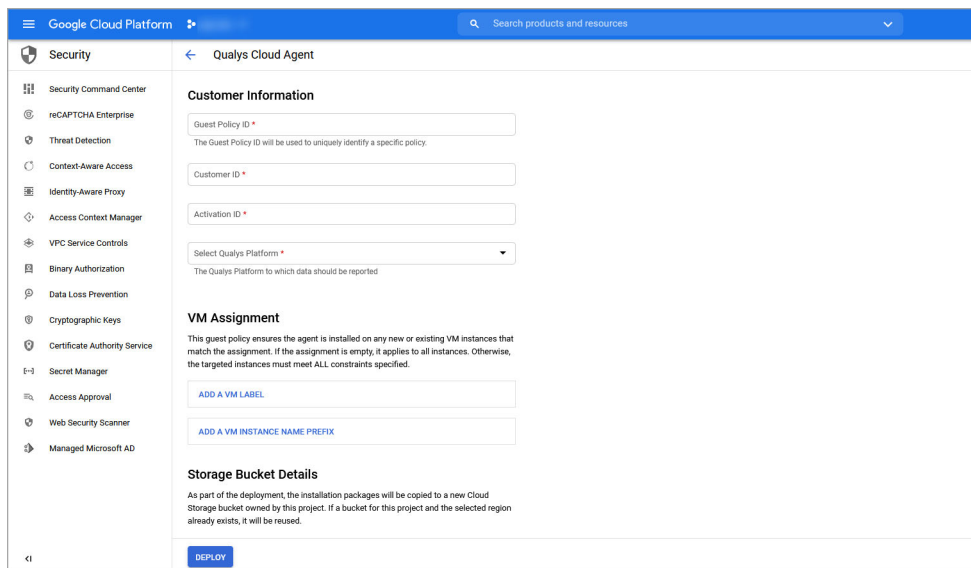 Google Cloud Platform
Search products and resources
Security
Qualys Cloud Agent
Security Command Center
reCAPTCHA Enterprise
Threat Detection
Context-Aware Access
Identity-Aware Proxy
Access Context Manager
VPC Service Controls
Binary Authorization
Data Loss Prevention
Cryptographic Keys
Certificate Authority Service
Secret Manager
Access Approval
Web Security Scanner
Managed Microsoft AD
Customer Information
Guest Policy ID *
The Guest Policy ID will be used to uniquely identify a specific policy.
Customer ID *
Activation ID *
Select Qualys Platform *
The Qualys Platform to which data should be reported
VM Assignment
This guest policy ensures the agent is installed on any new or existing VM instances that
match the assignment. If the assignment is empty, it applies to all instances. Otherwise,
the targeted instances must meet ALL constraints specified.
ADD A VM LABEL
ADD A VM INSTANCE NAME PREFIX
Storage Bucket Details
As part of the deployment, the installation packages will be copied to a new Cloud
Storage bucket owned by this project. If a bucket for this project and the selected region
already exists, it will be reused.
DEPLOY